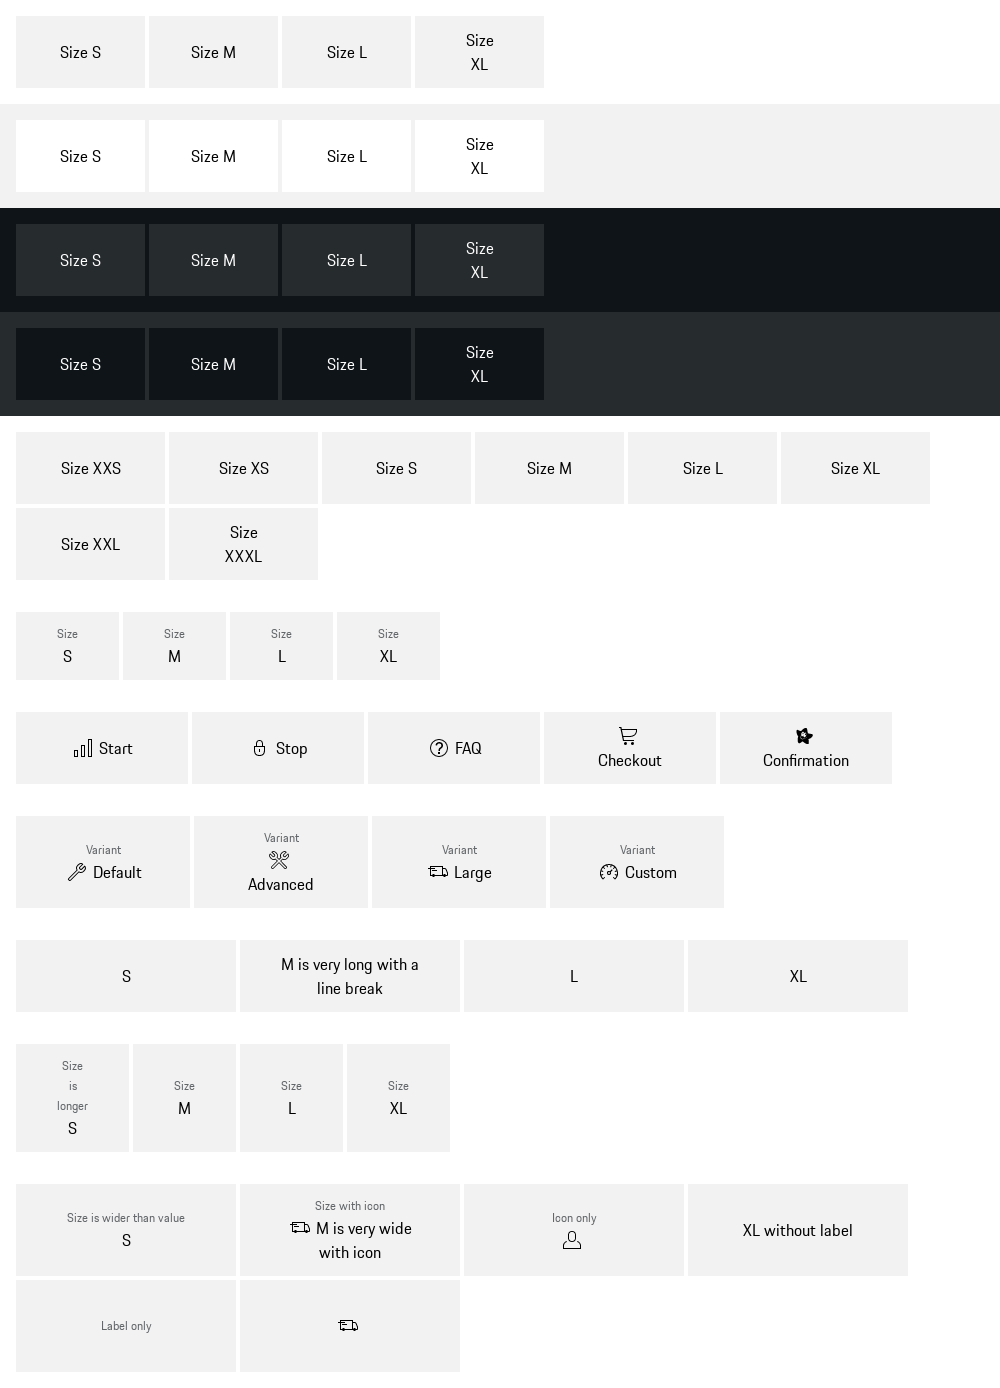 Size S Size M Size L Size
XL
Size S Size M Size L Size
XL
Size S Size M Size L Size
XL
Size S Size M Size L Size
XL
Size XXS Size XS Size S Size M Size L Size XL
Size XXL Size
XXXL
Size Size Size Size
S M L XL
Start Stop FAQ Checkout Confirmation
Variant Variant Variant Variant
Default Advanced Large Custom
S M is very long with a L XL
line break
Size
is
longer Size Size Size
S M L XL
Size is wider than value Size with icon Icon only XL without label
S M is very wide
with icon
Label only